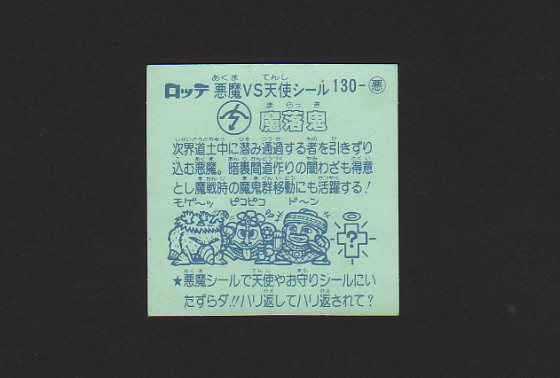 ロッテ 悪魔VS天使シール 130-悪
魔落鬼
次界道土中に潜み通過する者を引きずり
込む悪魔。暗裏間道作りの闇わざも得意
とし魔戦時の魔鬼群移動にも活躍する！
モゲ〜ッ ピコピコ ド〜ン
？
★悪魔シールで天使やお守りシールにい
たずらダ!!ハリ返してハリ返されて？